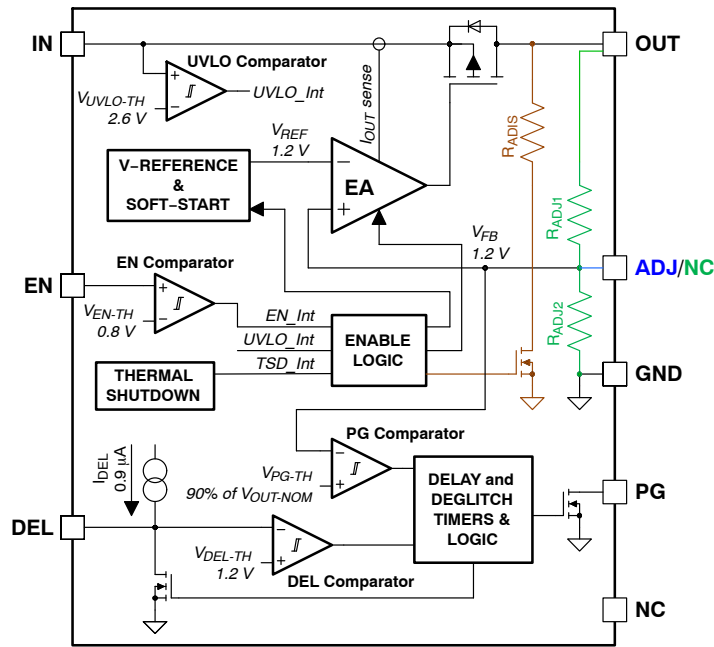 IN
OUT
UVLO Comparator
+
−
V_UVLO-TH
2.6 V
UVLO_Int
I_OUT sense
R_ADIS
V_REF
1.2 V
V−REFERENCE
&
SOFT−START
−
EA
+
R_ADJ1
V_FB
1.2 V
ADJ/NC
EN
EN Comparator
+
−
V_EN-TH
0.8 V
EN_Int
UVLO_Int
TSD_Int
ENABLE
LOGIC
R_ADJ2
THERMAL
SHUTDOWN
GND
PG Comparator
−
+
V_PG-TH
90% of V_OUT-NOM
I_DEL
0.9 µA
DELAY and
DEGLITCH
TIMERS &
LOGIC
PG
DEL
−
+
V_DEL-TH
1.2 V
DEL Comparator
NC